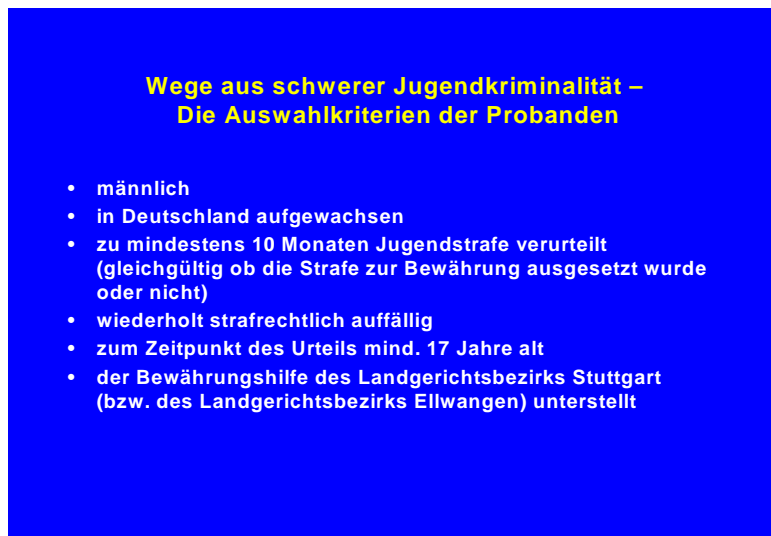 Wege aus schwerer Jugendkriminalität –
Die Auswahlkriterien der Probanden
• männlich
• in Deutschland aufgewachsen
• zu mindestens 10 Monaten Jugendstrafe verurteilt
(gleichgültig ob die Strafe zur Bewährung ausgesetzt wurde
oder nicht)
• wiederholt strafrechtlich auffällig
• zum Zeitpunkt des Urteils mind. 17 Jahre alt
• der Bewährungshilfe des Landgerichtsbezirks Stuttgart
(bzw. des Landgerichtsbezirks Ellwangen) unterstellt